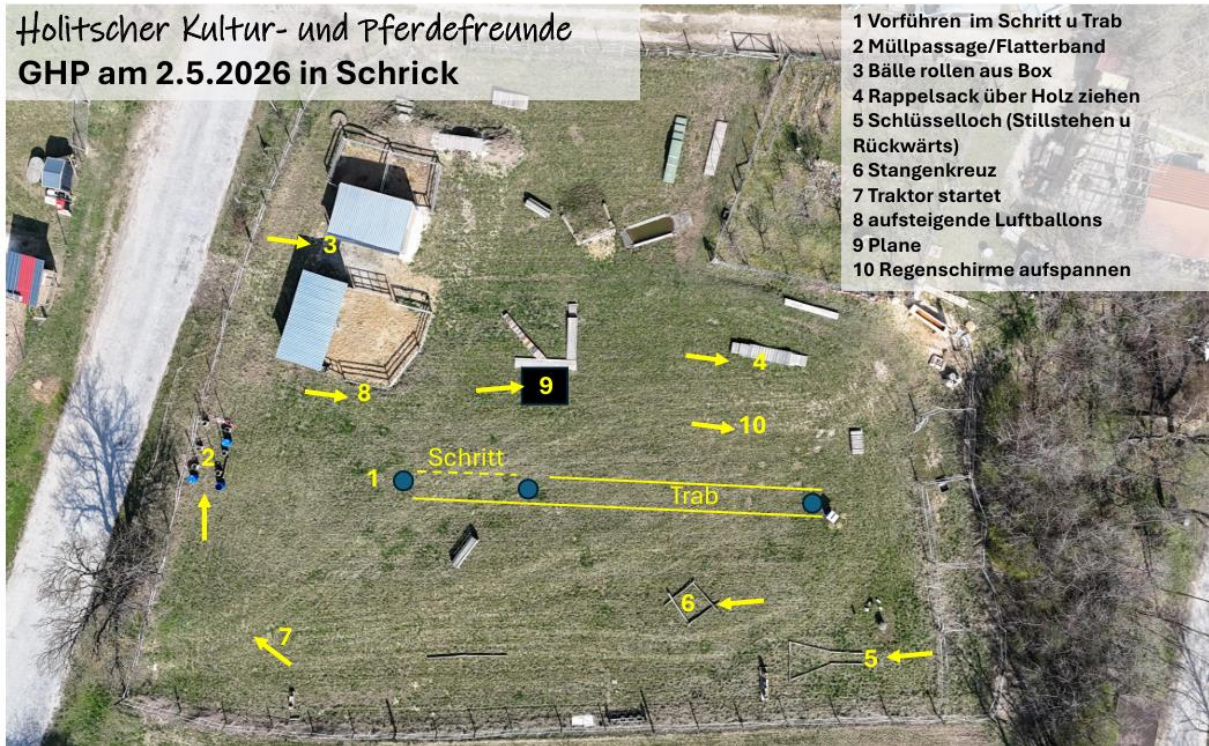 Holitscher Kultur- und Pferdefreunde
GHP am 2.5.2026 in Schrick
1 Vorführen im Schritt u Trab
2 Müllpassage/Flatterband
3 Bälle rollen aus Box
4 Rappelsack über Holz ziehen
5 Schlüsselloch (Stillstehen u
Rückwärts)
6 Stangenkreuz
7 Traktor startet
8 aufsteigende Luftballons
9 Plane
10 Regenschirme aufspannen
3
4
8
9
10
2
Schritt
1
Trab
6
7
5